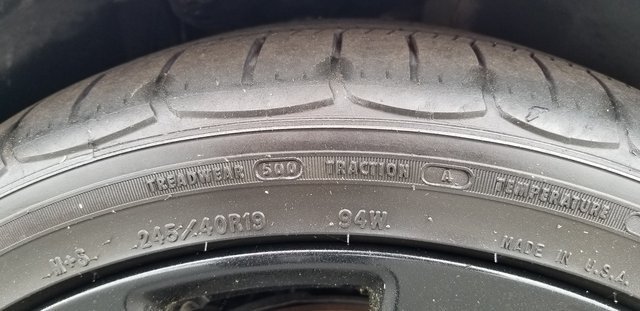 TREADWEAR 500 TRACTION A TEMPERATURE
M+S 245/40R19 94W MADE IN U.S.A.